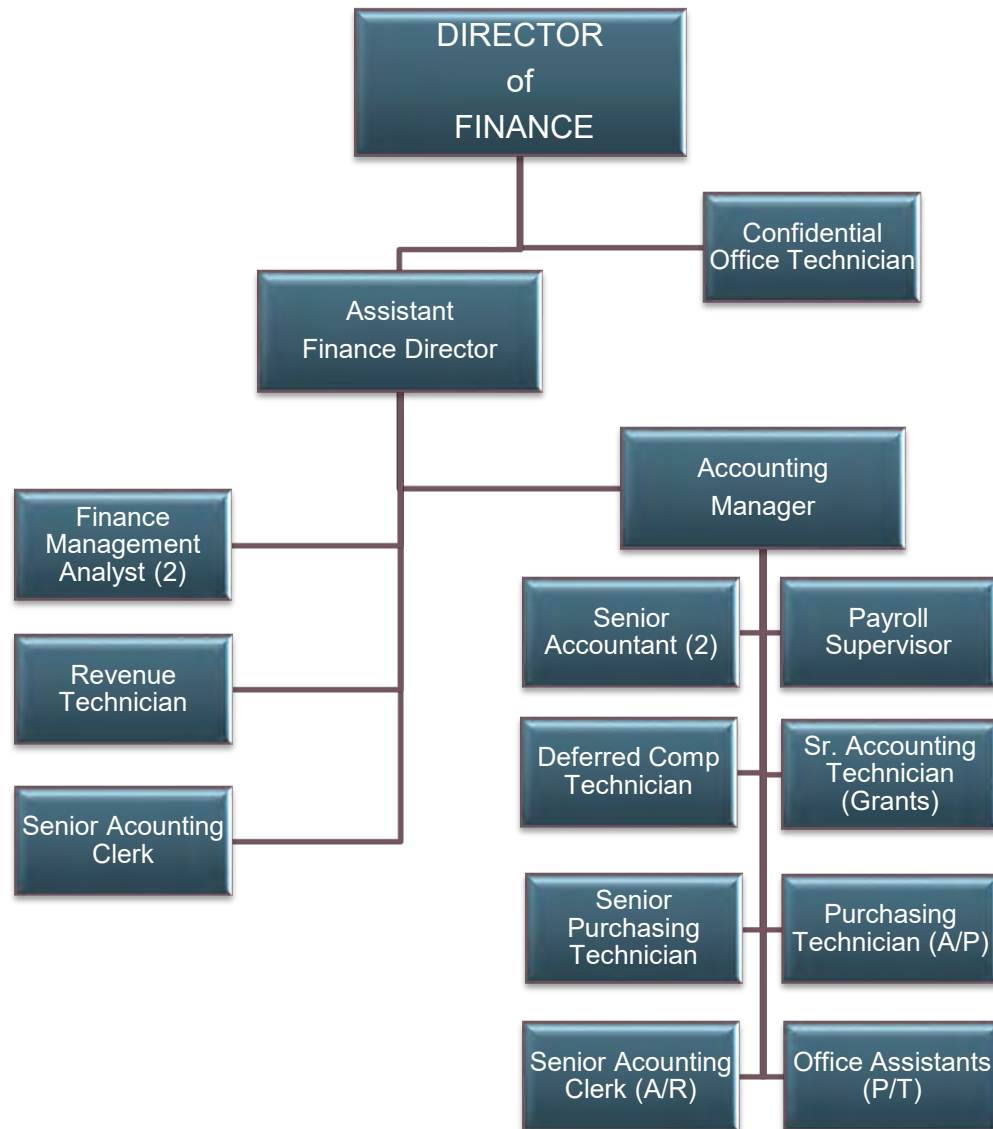 DIRECTOR
of
FINANCE
Confidential
Office Technician
Assistant
Finance Director
Accounting
Manager
Finance
Management
Analyst (2)
Revenue
Technician
Senior Acounting
Clerk
Senior
Accountant (2)
Payroll
Supervisor
Deferred Comp
Technician
Sr. Accounting
Technician
(Grants)
Senior
Purchasing
Technician
Purchasing
Technician (A/P)
Senior Acounting
Clerk (A/R)
Office Assistants
(P/T)